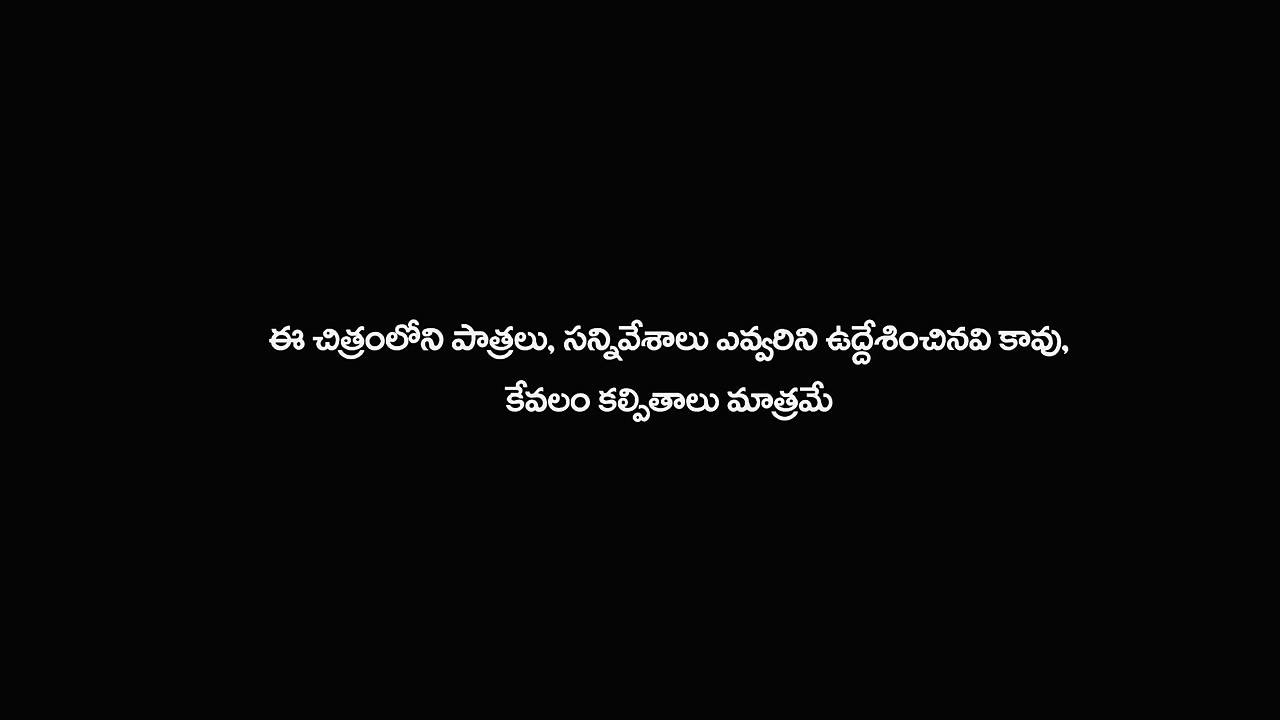 ఈ చిత్రంలోని పాత్రలు, సన్నివేశాలు ఎవ్వరిని ఉద్దేశించినవి కావు,
కేవలం కల్పితాలు మాత్రమే